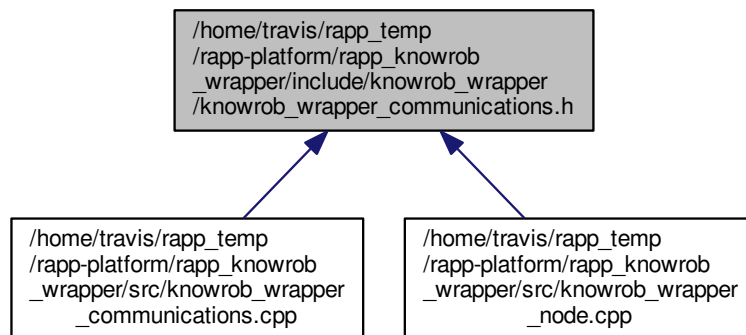 /home/travis/rapp_temp
/rapp-platform/rapp_knowrob
_wrapper/include/knowrob_wrapper
/knowrob_wrapper_communications.h
/home/travis/rapp_temp
/rapp-platform/rapp_knowrob
_wrapper/src/knowrob_wrapper
_communications.cpp
/home/travis/rapp_temp
/rapp-platform/rapp_knowrob
_wrapper/src/knowrob_wrapper
_node.cpp